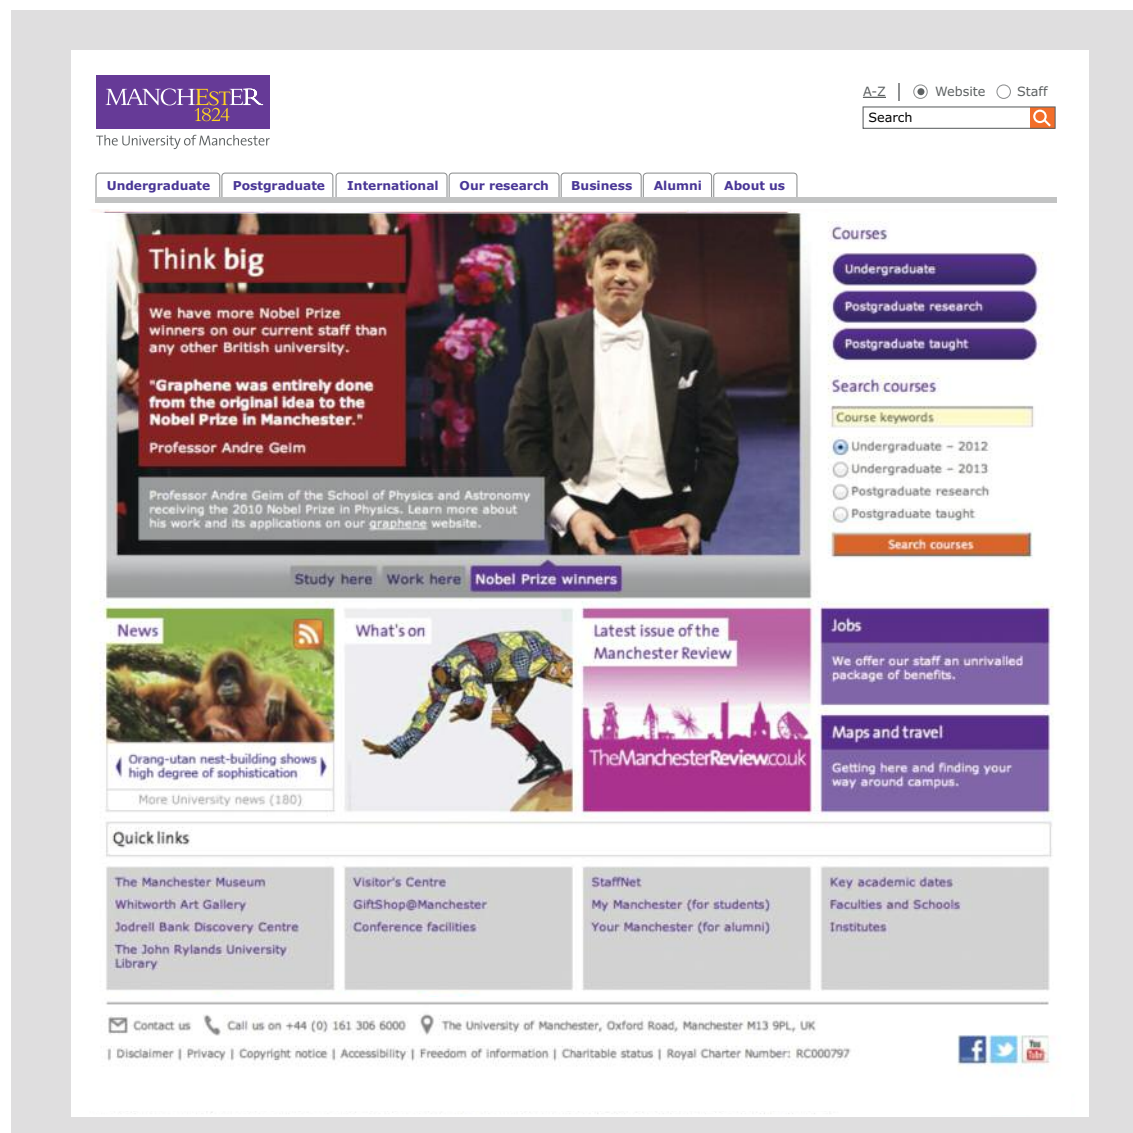 MANCHEsTER
1824
The University of Manchester
A-Z | Website Staff
Search
Undergraduate Postgraduate International Our research Business Alumni About us
Think big
We have more Nobel Prize
winners on our current staff than
any other British university.
"Graphene was entirely done
from the original idea to the
Nobel Prize in Manchester."
Professor Andre Geim
Professor Andre Geim of the School of Physics and Astronomy
receiving the 2010 Nobel Prize in Physics. Learn more about
his work and its applications on our graphene website.
Study here Work here Nobel Prize winners
Courses
Undergraduate
Postgraduate research
Postgraduate taught
Search courses
Course keywords
Undergraduate – 2012
Undergraduate – 2013
Postgraduate research
Postgraduate taught
Search courses
News
Orang-utan nest-building shows
high degree of sophistication
More University news (180)
What's on
Latest issue of the
Manchester Review
TheManchesterReview.co.uk
Jobs
We offer our staff an unrivalled
package of benefits.
Maps and travel
Getting here and finding your
way around campus.
Quick links
The Manchester Museum
Whitworth Art Gallery
Jodrell Bank Discovery Centre
The John Rylands University
Library
Visitor's Centre
GiftShop@Manchester
Conference facilities
StaffNet
My Manchester (for students)
Your Manchester (for alumni)
Key academic dates
Faculties and Schools
Institutes
Contact us Call us on +44 (0) 161 306 6000 The University of Manchester, Oxford Road, Manchester M13 9PL, UK
| Disclaimer | Privacy | Copyright notice | Accessibility | Freedom of information | Charitable status | Royal Charter Number: RC000797
f
You
Tube